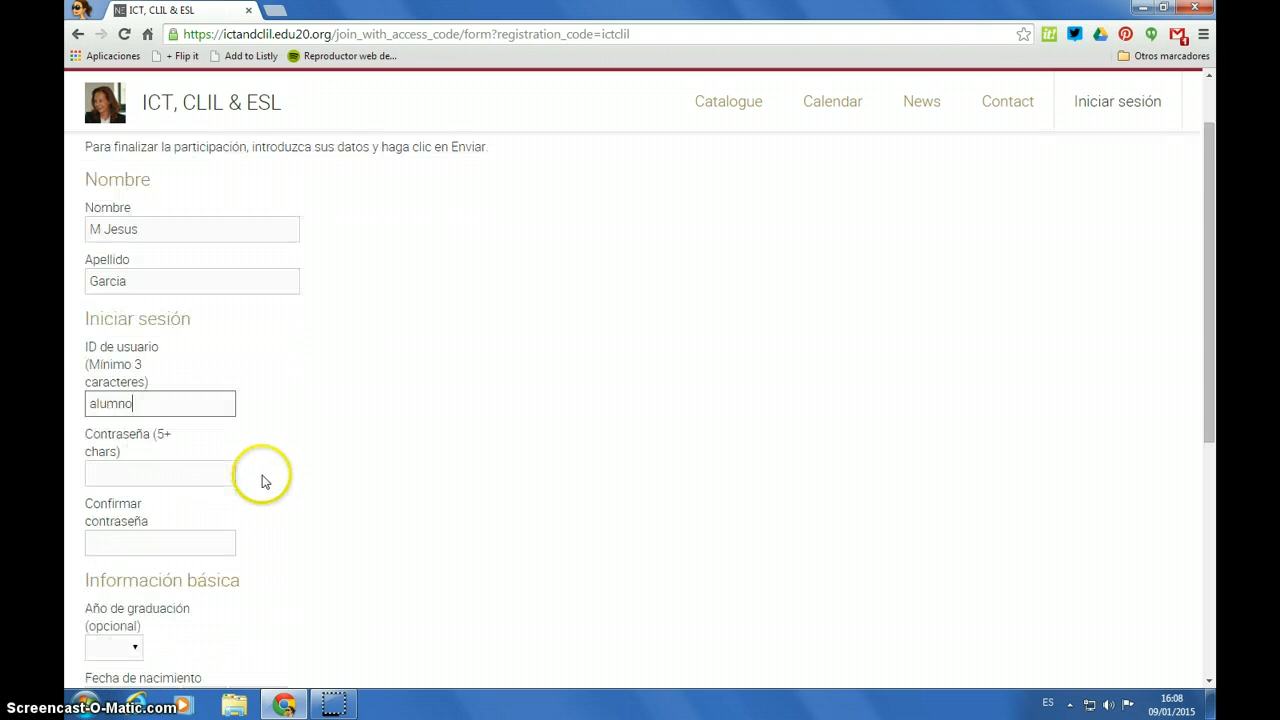 NE ICT, CLIL & ESL
https://ictandclil.edu20.org/join_with_access_code/form?registration_code=ictclil
Aplicaciones + Flip it Add to Listly Reproductor web de... Otros marcadores
ICT, CLIL & ESL Catalogue Calendar News Contact Iniciar sesión
Para finalizar la participación, introduzca sus datos y haga clic en Enviar.
Nombre
Nombre
M Jesus
Apellido
Garcia
Iniciar sesión
ID de usuario
(Mínimo 3
caracteres)
alumno
Contraseña (5+
chars)
Confirmar
contraseña
Información básica
Año de graduación
(opcional)
Fecha de nacimiento
ES 16:08
09/01/2015
Screencast-O-Matic.com